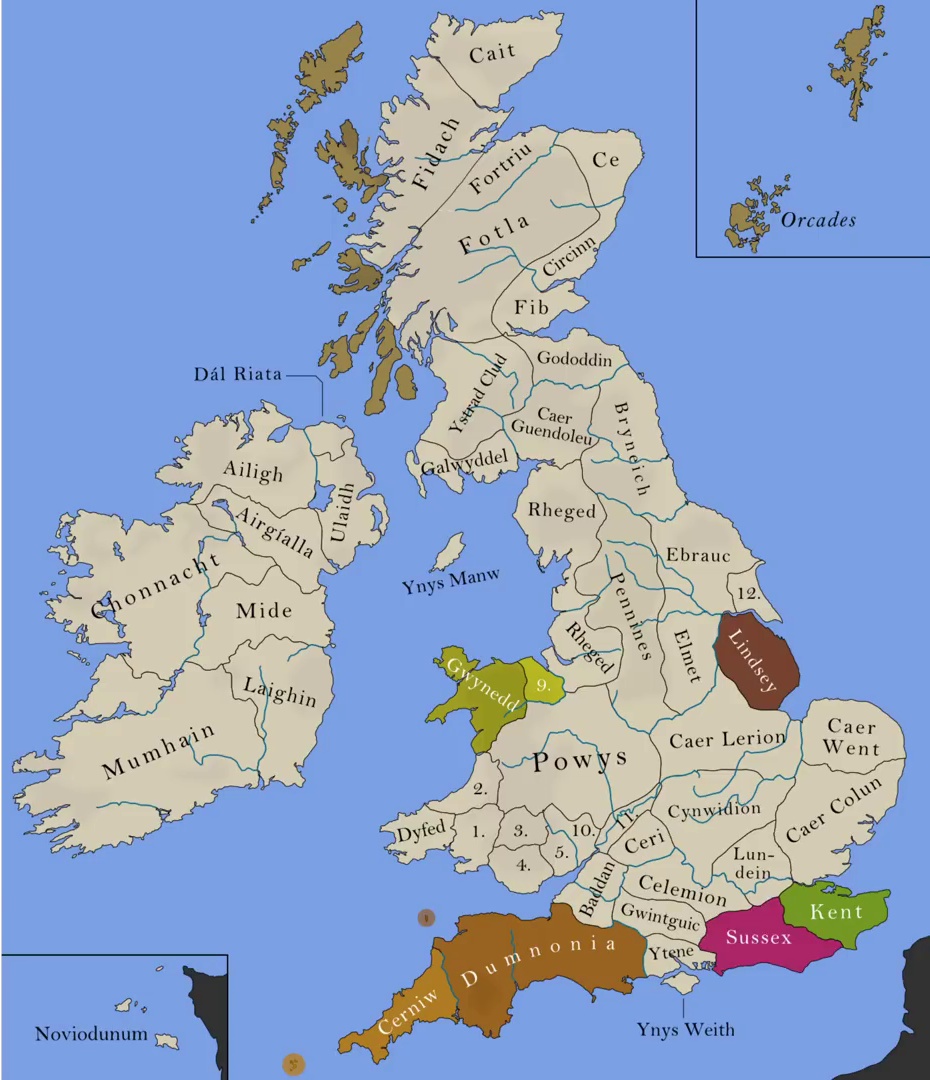 Cait
Fidach
Fortriu
Ce
Fotla
Orcades
Circinn
Fib
Dál Riata
Gododdin
Ystrad Clud
Caer
Guendoleu
Bryneich
Galwyddel
Ailigh
Ulaidh
Airgíalla
Rheged
Ebrauc
Ynys Manw
Chonnacht
Mide
Pennines
12.
Rheged
Elmet
Lindsey
Gwynedd
9.
Laighin
Mumhain
Powys
Caer Lerion
Caer
Went
2.
Cynwidion
Caer Colun
Dyfed
1.
3.
10.
11.
Ceri
4.
5.
Lun-
dein
Baddan
Celemion
Gwintguic
Kent
Sussex
Dumnonia
Ytene
Cerniw
Noviodunum
Ynys Weith